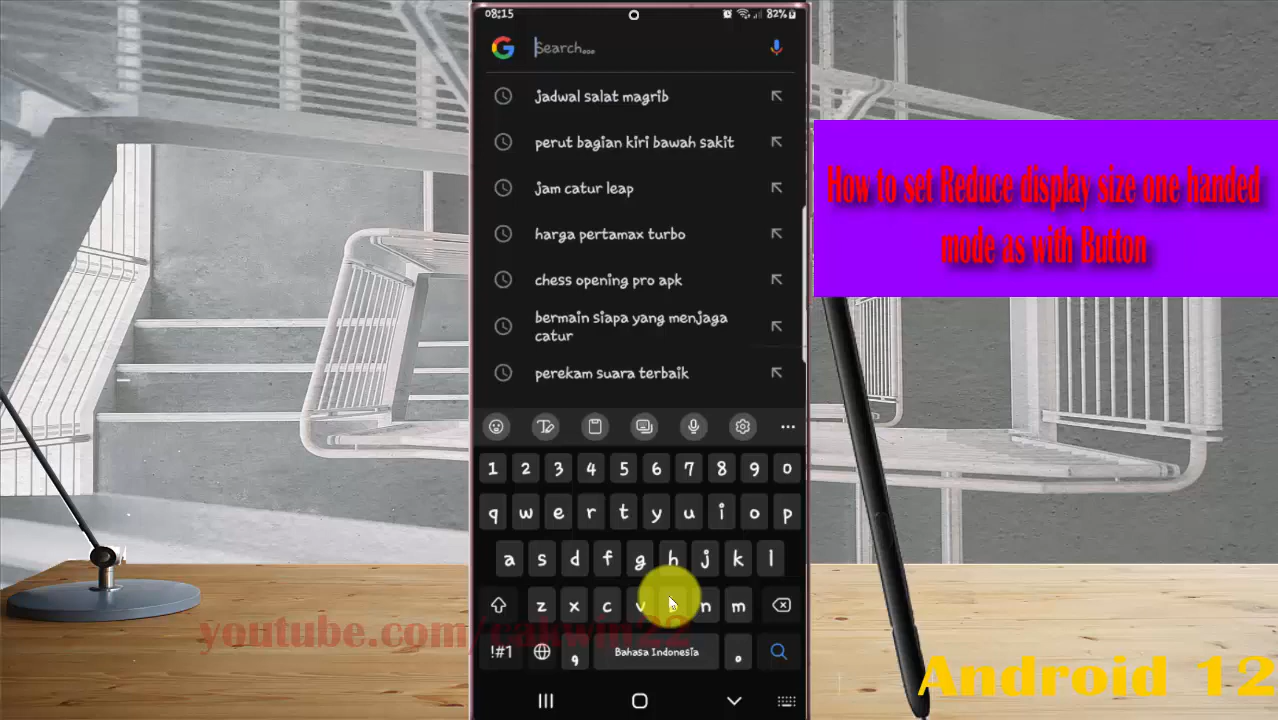 08:15
82%
Search...
jadwal salat magrib
perut bagian kiri bawah sakit
jam catur leap
harga pertamax turbo
chess opening pro apk
bermain siapa yang menjaga
catur
perekam suara terbaik
1 2 3 4 5 6 7 8 9 0
q w e r t y u i o p
a s d f g h j k l
z x c v n m
!#1 , Bahasa Indonesia .
How to set Reduce display size one handed
mode as with Button
youtube.com/cakwin22
Android 12